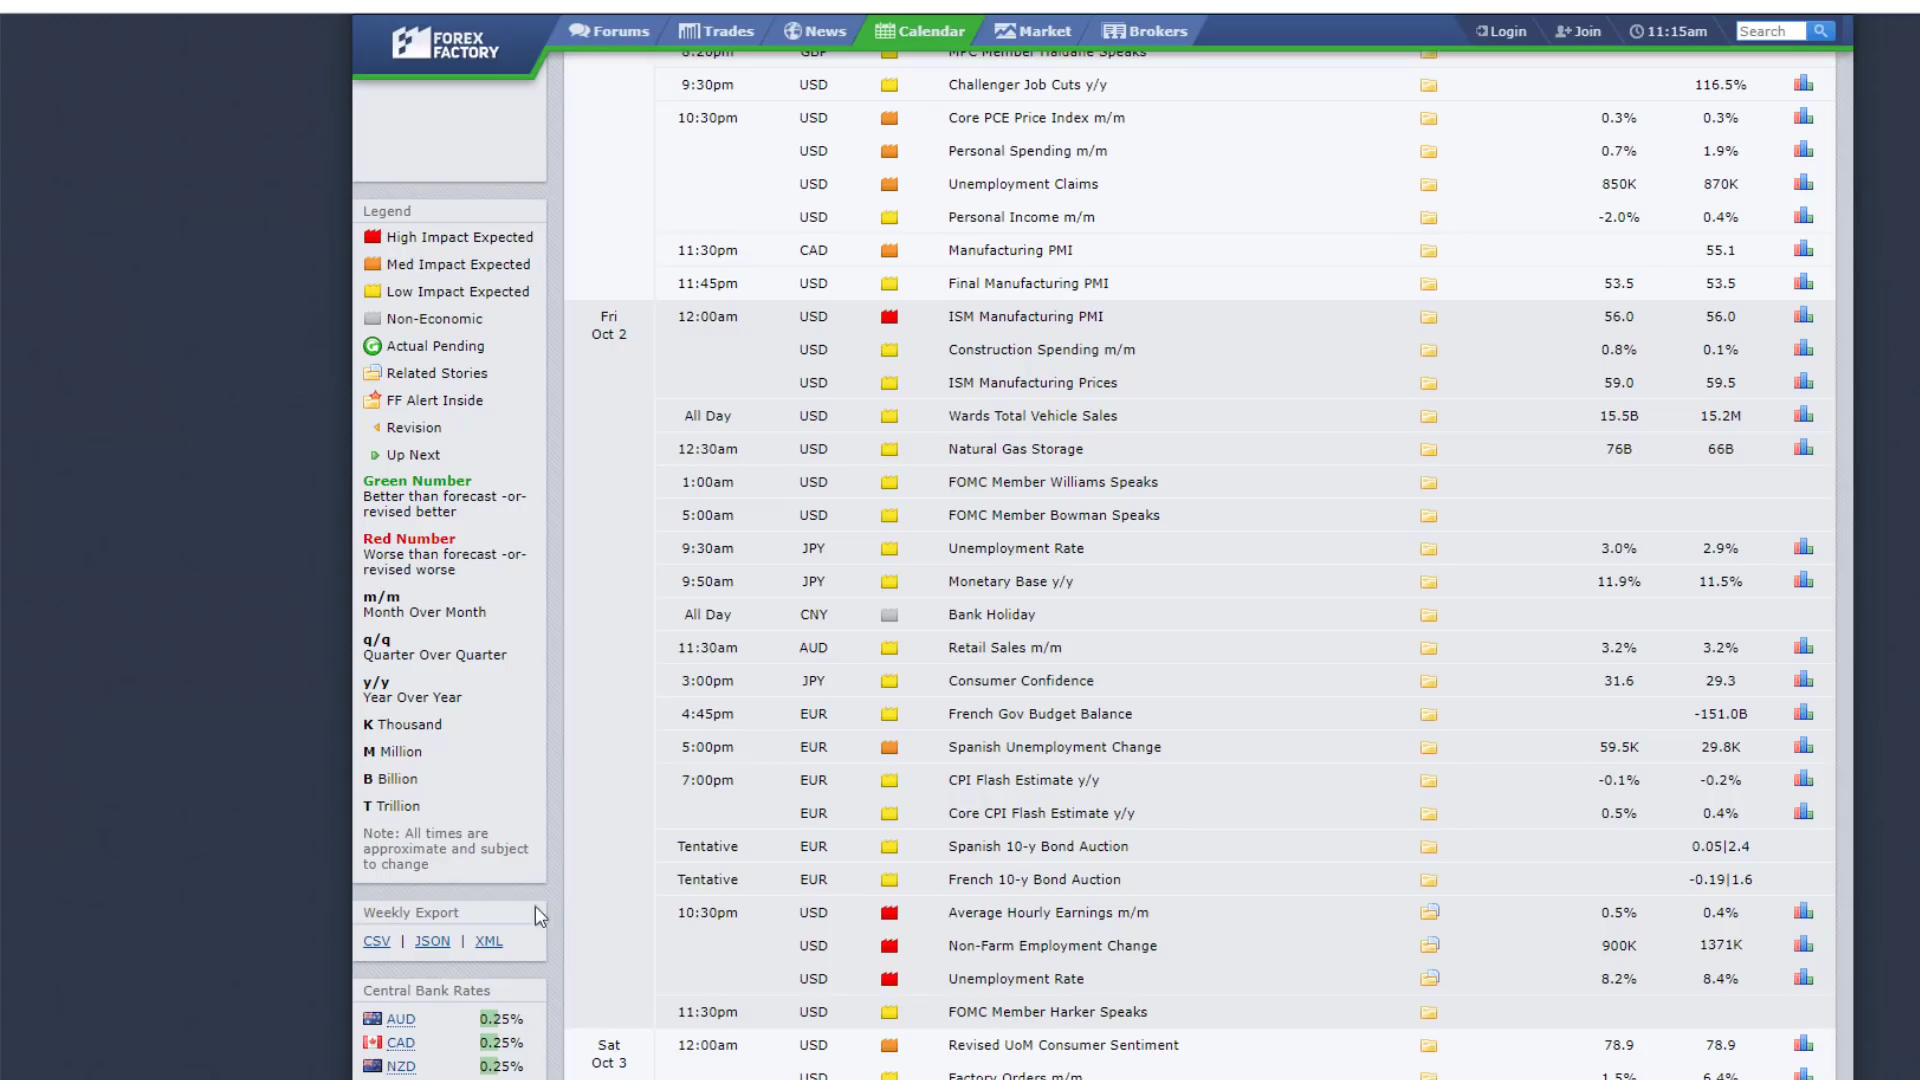 FOREX
FACTORY
Forums
Trades
News
Calendar
Market
Brokers
Login
Join
11:15am
Search
8:20pm GBP MPC Member Haldane Speaks
9:30pm USD Challenger Job Cuts y/y 116.5%
10:30pm USD Core PCE Price Index m/m 0.3% 0.3%
USD Personal Spending m/m 0.7% 1.9%
USD Unemployment Claims 850K 870K
USD Personal Income m/m -2.0% 0.4%
11:30pm CAD Manufacturing PMI 55.1
11:45pm USD Final Manufacturing PMI 53.5 53.5
Fri
Oct 2
12:00am USD ISM Manufacturing PMI 56.0 56.0
USD Construction Spending m/m 0.8% 0.1%
USD ISM Manufacturing Prices 59.0 59.5
All Day USD Wards Total Vehicle Sales 15.5B 15.2M
12:30am USD Natural Gas Storage 76B 66B
1:00am USD FOMC Member Williams Speaks
5:00am USD FOMC Member Bowman Speaks
9:30am JPY Unemployment Rate 3.0% 2.9%
9:50am JPY Monetary Base y/y 11.9% 11.5%
All Day CNY Bank Holiday
11:30am AUD Retail Sales m/m 3.2% 3.2%
3:00pm JPY Consumer Confidence 31.6 29.3
4:45pm EUR French Gov Budget Balance -151.0B
5:00pm EUR Spanish Unemployment Change 59.5K 29.8K
7:00pm EUR CPI Flash Estimate y/y -0.1% -0.2%
EUR Core CPI Flash Estimate y/y 0.5% 0.4%
Tentative EUR Spanish 10-y Bond Auction 0.05|2.4
Tentative EUR French 10-y Bond Auction -0.19|1.6
10:30pm USD Average Hourly Earnings m/m 0.5% 0.4%
USD Non-Farm Employment Change 900K 1371K
USD Unemployment Rate 8.2% 8.4%
11:30pm USD FOMC Member Harker Speaks
Sat
Oct 3
12:00am USD Revised UoM Consumer Sentiment 78.9 78.9
USD Factory Orders m/m 1.5% 6.4%
Legend
High Impact Expected
Med Impact Expected
Low Impact Expected
Non-Economic
Actual Pending
Related Stories
FF Alert Inside
Revision
Up Next
Green Number
Better than forecast -or-
revised better
Red Number
Worse than forecast -or-
revised worse
m/m
Month Over Month
q/q
Quarter Over Quarter
y/y
Year Over Year
K Thousand
M Million
B Billion
T Trillion
Note: All times are
approximate and subject
to change
Weekly Export
CSV | JSON | XML
Central Bank Rates
AUD 0.25%
CAD 0.25%
NZD 0.25%